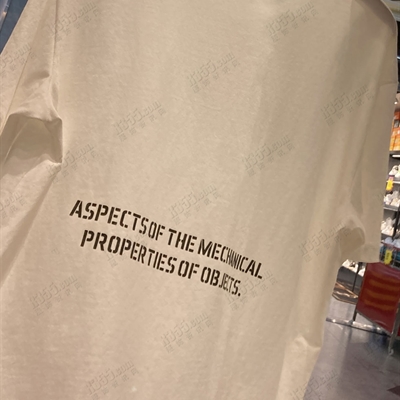 ASPECTS OF THE MECHANICAL
PROPERTIES OF OBJECTS.